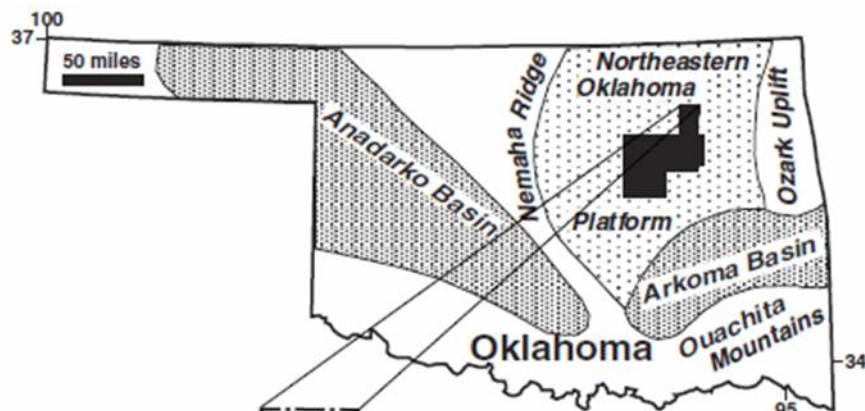 100
37
50 miles
Anadarko Basin
Nemaha Ridge
Northeastern
Oklahoma
Platform
Ozark Uplift
Arkoma Basin
Ouachita
Mountains
Oklahoma
34
95